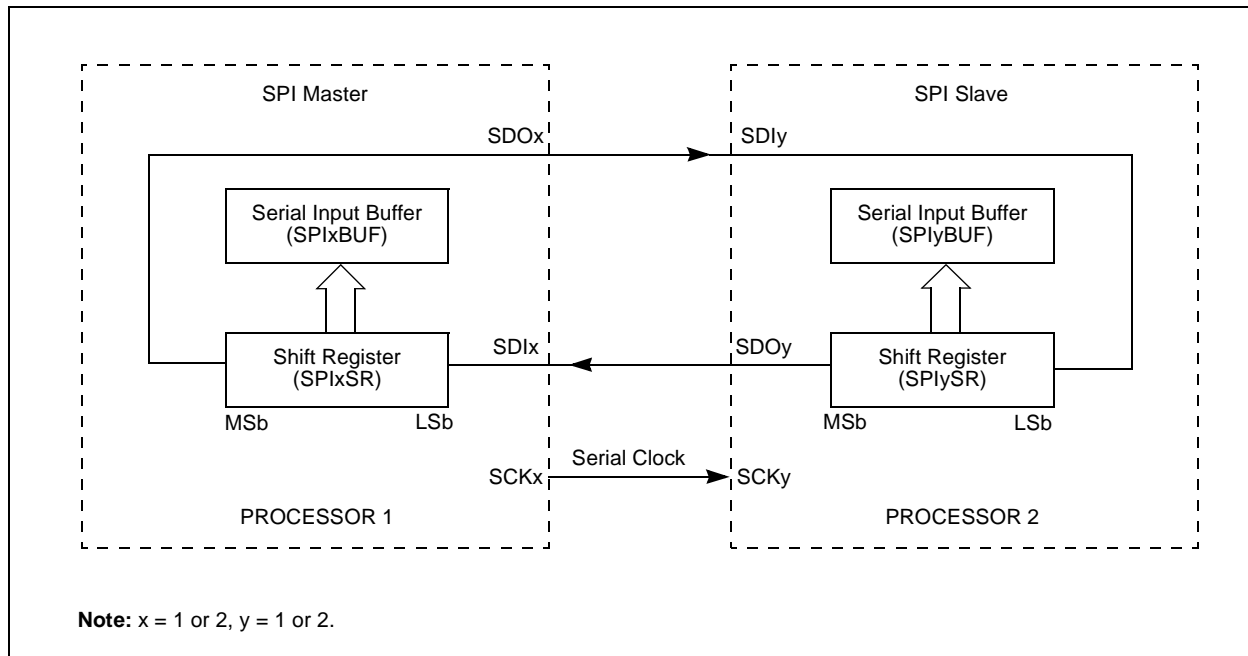 SPI Master
SPI Slave
SDOx
SDIy
Serial Input Buffer
(SPIxBUF)
Serial Input Buffer
(SPIyBUF)
SDIx
SDOy
Shift Register
(SPIxSR)
Shift Register
(SPIySR)
MSb
LSb
MSb
LSb
Serial Clock
SCKx
SCKy
PROCESSOR 1
PROCESSOR 2
Note: x = 1 or 2, y = 1 or 2.